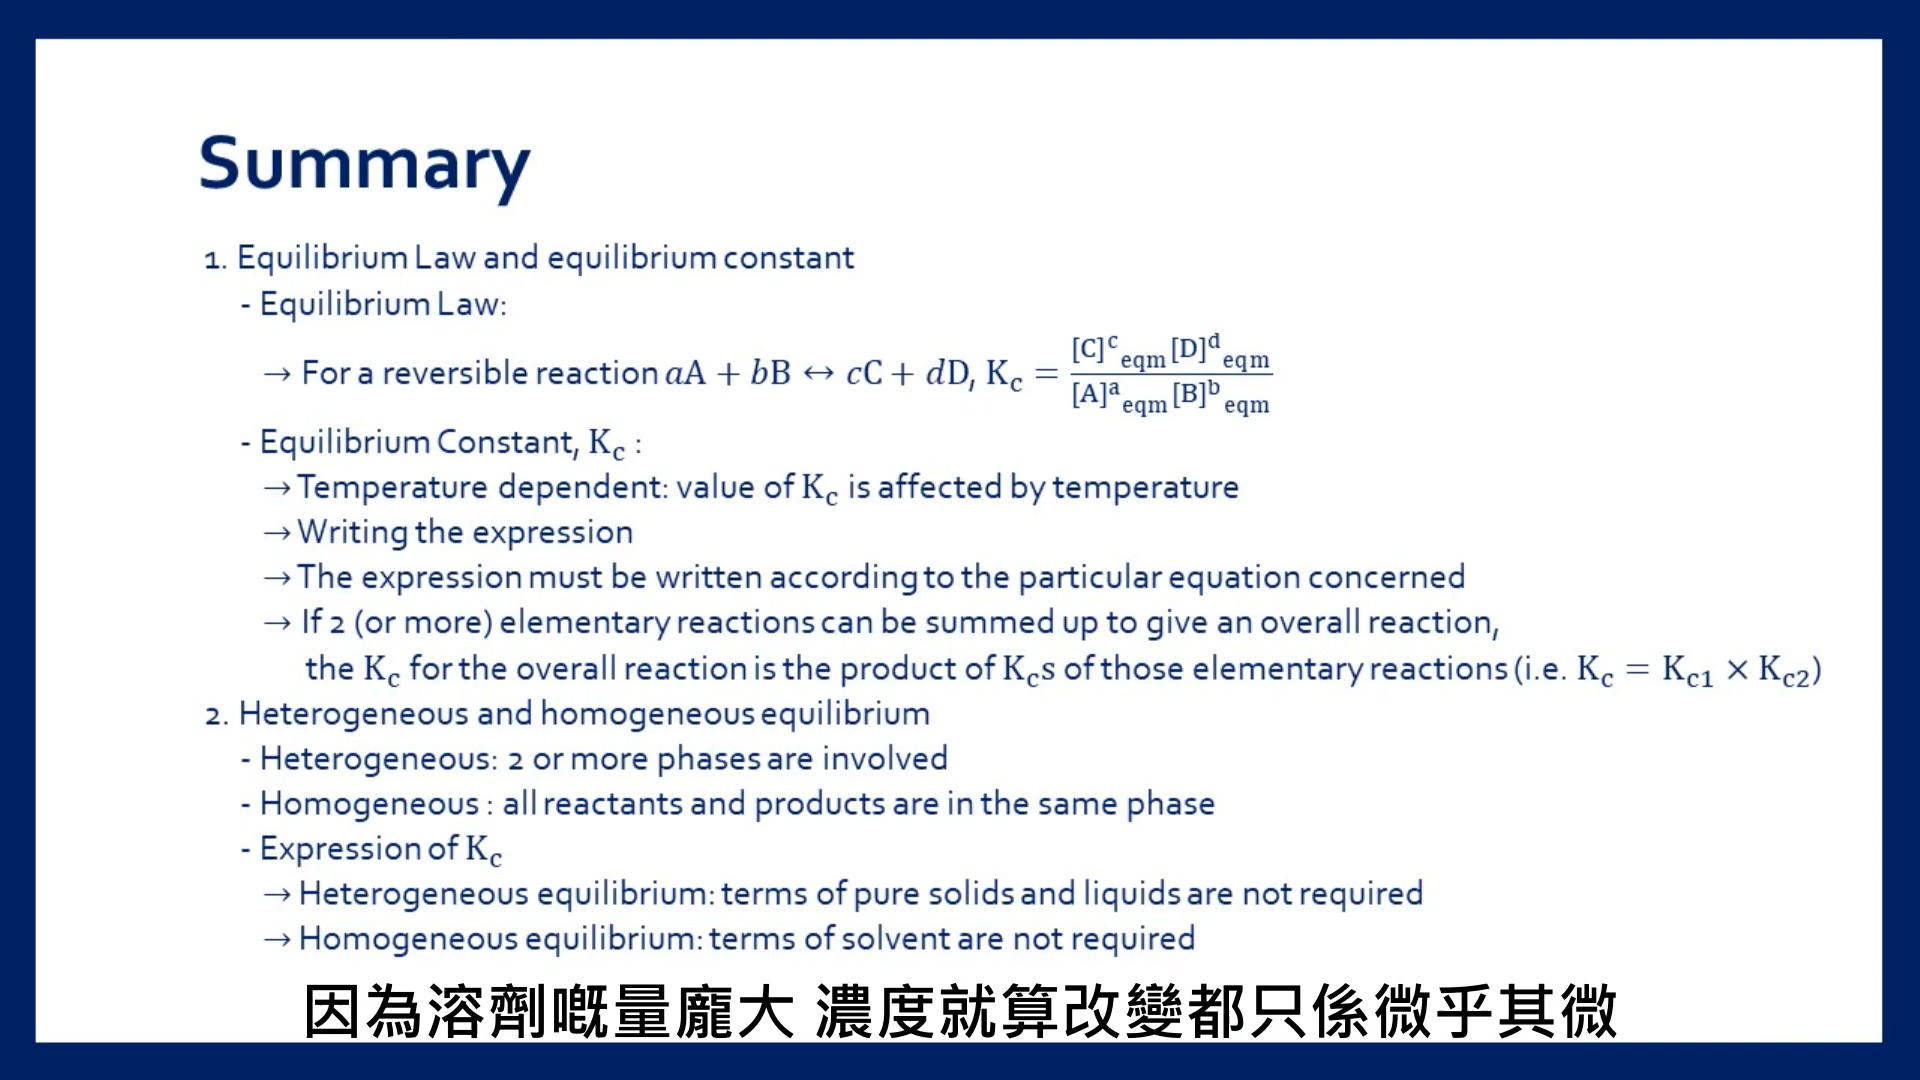 Summary
1. Equilibrium Law and equilibrium constant
- Equilibrium Law:
→ For a reversible reaction aA + bB ↔ cC + dD, K_c = [C]^c_eqm [D]^d_eqm / [A]^a_eqm [B]^b_eqm
- Equilibrium Constant, K_c :
→ Temperature dependent: value of K_c is affected by temperature
→ Writing the expression
→ The expression must be written according to the particular equation concerned
→ If 2 (or more) elementary reactions can be summed up to give an overall reaction,
the K_c for the overall reaction is the product of K_cs of those elementary reactions (i.e. K_c = K_c1 × K_c2)
2. Heterogeneous and homogeneous equilibrium
- Heterogeneous: 2 or more phases are involved
- Homogeneous : all reactants and products are in the same phase
- Expression of K_c
→ Heterogeneous equilibrium: terms of pure solids and liquids are not required
→ Homogeneous equilibrium: terms of solvent are not required
因為溶劑嘅量龐大 濃度就算改變都只係微乎其微